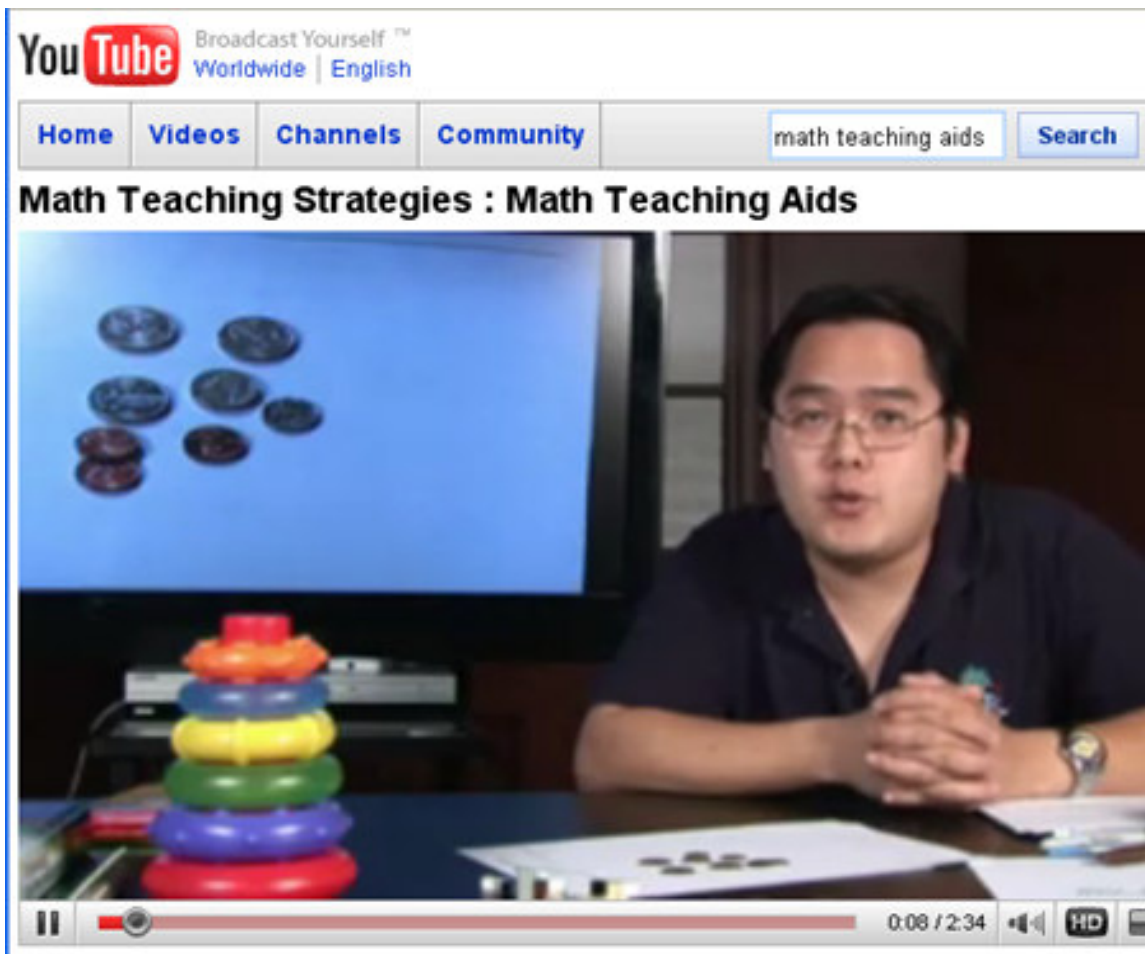 YouTube Broadcast Yourself ™
Worldwide | English
Home Videos Channels Community math teaching aids Search
Math Teaching Strategies : Math Teaching Aids
0:08 / 2:34 HD